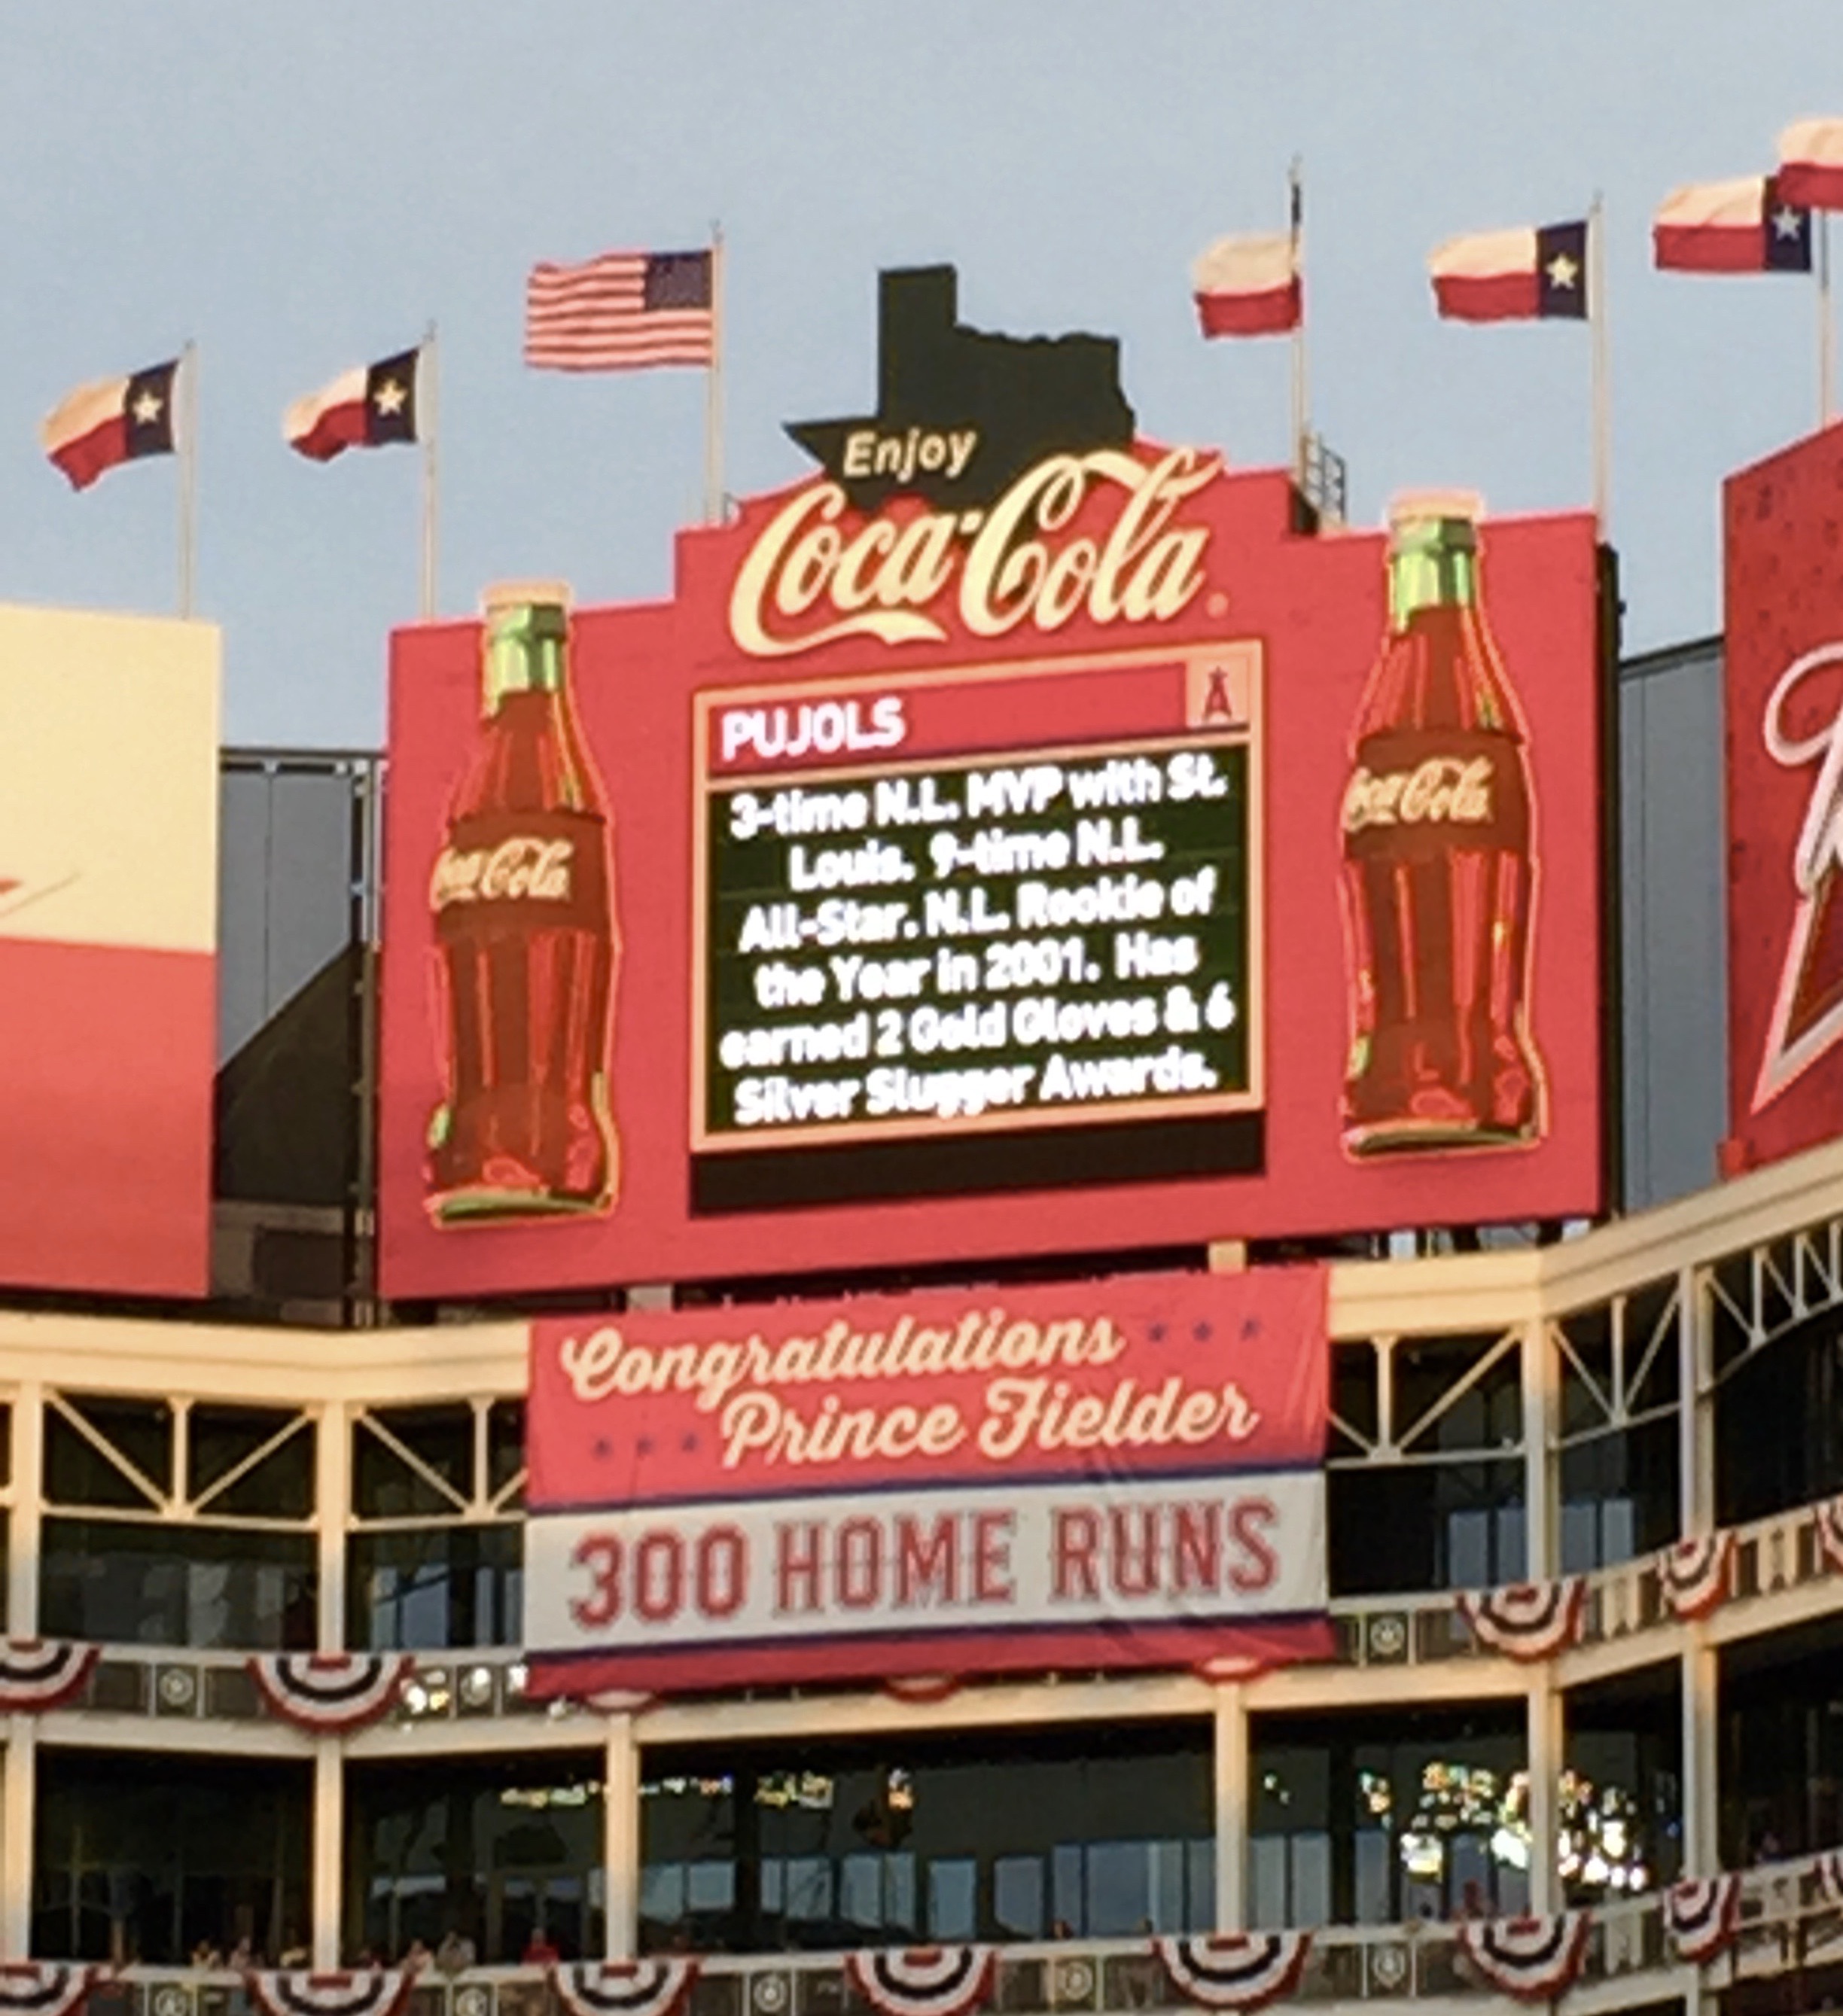 Enjoy
Coca-Cola
PUJOLS
A
3-time N.L. MVP with St.
Louis. 9-time N.L.
All-Star. N.L. Rookie of
the Year in 2001. Has
earned 2 Gold Gloves & 6
Silver Slugger Awards.
Coca-Cola
Coca-Cola
Congratulations
Prince Fielder
300 HOME RUNS